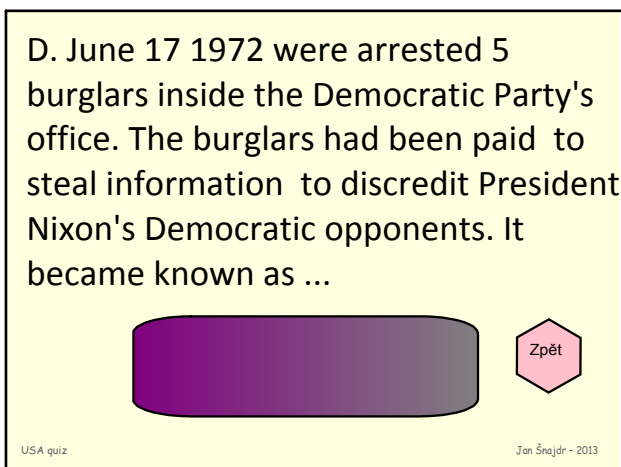 D. June 17 1972 were arrested 5
burglars inside the Democratic Party's
office. The burglars had been paid  to
steal information  to discredit President
Nixon's Democratic opponents. It
became known as ...
Zpět
USA quiz
Jan Šnajdr - 2013